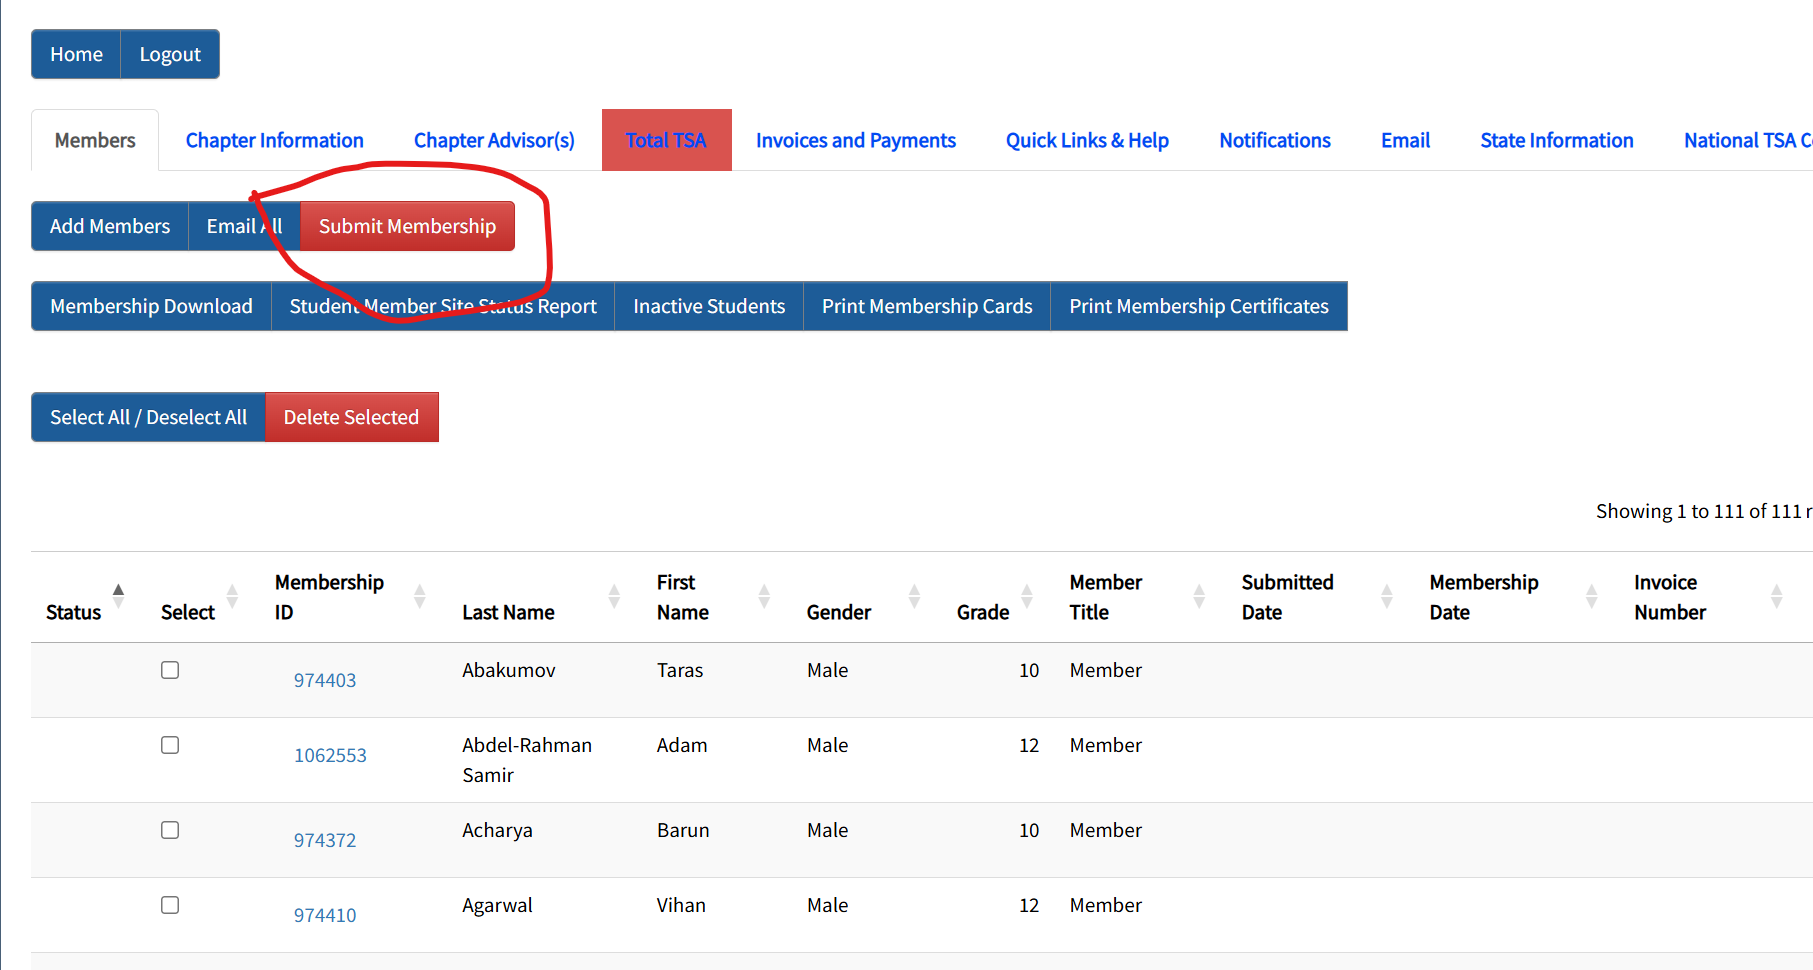 Home Logout
Members Chapter Information Chapter Advisor(s) Total TSA Invoices and Payments Quick Links & Help Notifications Email State Information National TSA
Add Members Email All Submit Membership
Membership Download Student Member Site Status Report Inactive Students Print Membership Cards Print Membership Certificates
Select All / Deselect All Delete Selected
Showing 1 to 111 of 111
Status Select Membership ID Last Name First Name Gender Grade Member Title Submitted Date Membership Date Invoice Number
974403 Abakumov Taras Male 10 Member
1062553 Abdel-Rahman Samir Adam Male 12 Member
974372 Acharya Barun Male 10 Member
974410 Agarwal Vihan Male 12 Member